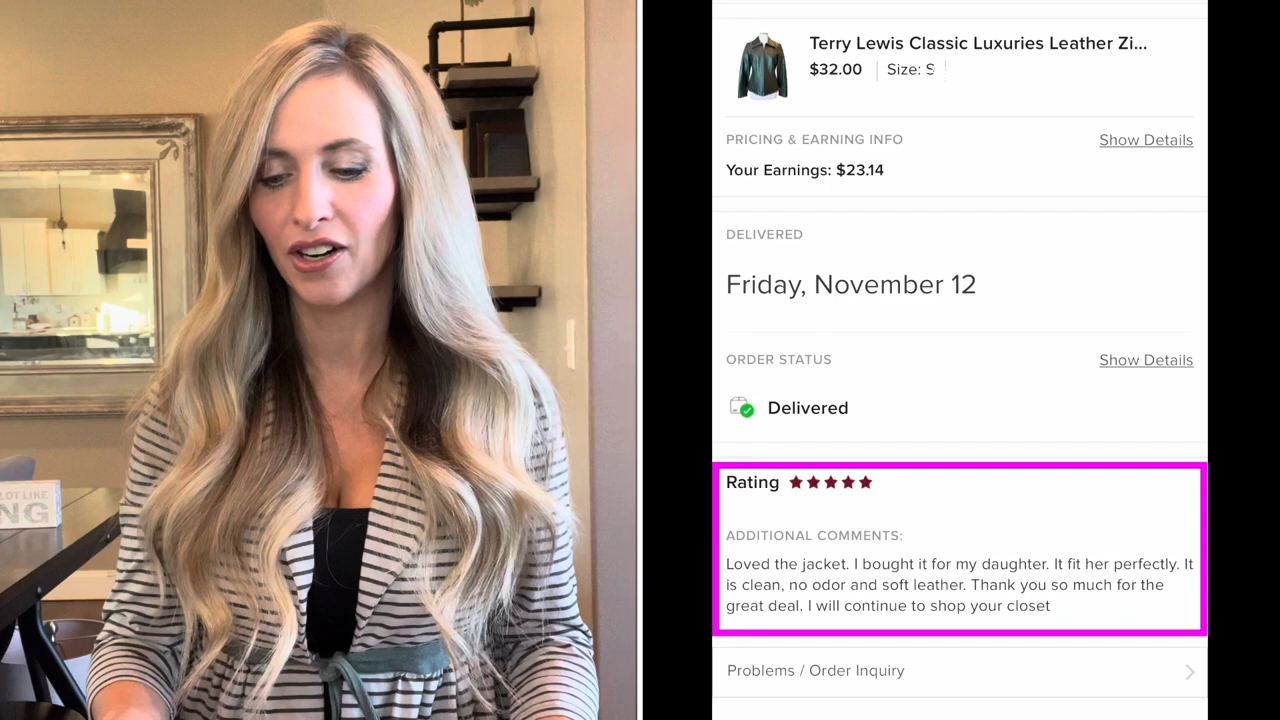 LOT LIKE
NG
Terry Lewis Classic Luxuries Leather Zi...
$32.00 Size: S
PRICING & EARNING INFO Show Details
Your Earnings: $23.14
DELIVERED
Friday, November 12
ORDER STATUS Show Details
Delivered
Rating
ADDITIONAL COMMENTS:
Loved the jacket. I bought it for my daughter. It fit her perfectly. It
is clean, no odor and soft leather. Thank you so much for the
great deal. I will continue to shop your closet
Problems / Order Inquiry